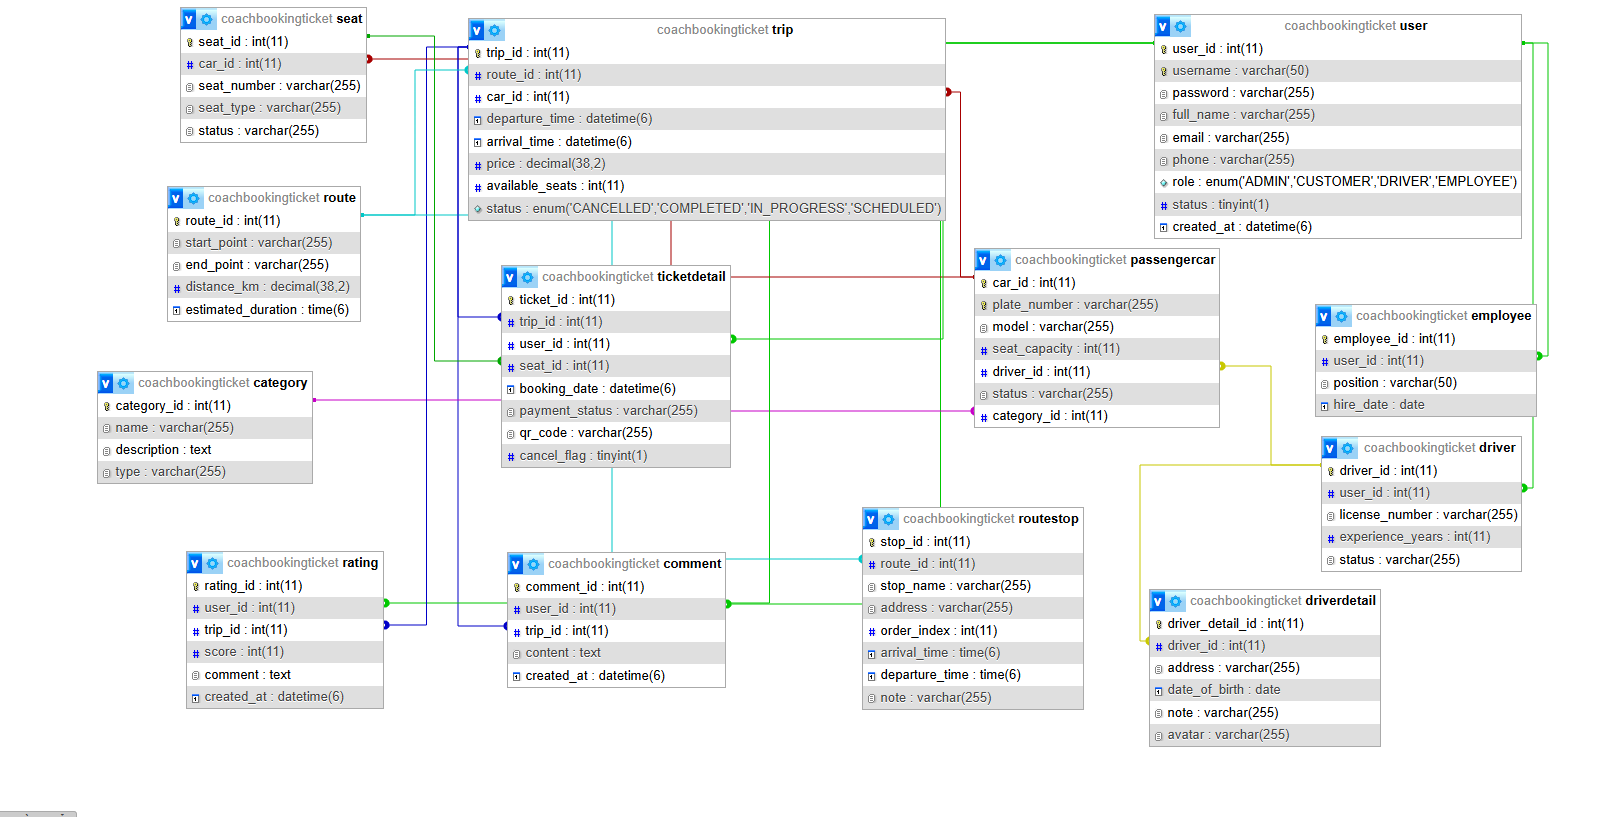 coachbookingticket seat
seat_id : int(11)
car_id : int(11)
seat_number : varchar(255)
seat_type : varchar(255)
status : varchar(255)
coachbookingticket trip
trip_id : int(11)
route_id : int(11)
car_id : int(11)
departure_time : datetime(6)
arrival_time : datetime(6)
price : decimal(38,2)
available_seats : int(11)
status : enum('CANCELLED','COMPLETED','IN_PROGRESS','SCHEDULED')
coachbookingticket user
user_id : int(11)
username : varchar(50)
password : varchar(255)
full_name : varchar(255)
email : varchar(255)
phone : varchar(255)
role : enum('ADMIN','CUSTOMER','DRIVER','EMPLOYEE')
status : tinyint(1)
created_at : datetime(6)
coachbookingticket route
route_id : int(11)
start_point : varchar(255)
end_point : varchar(255)
distance_km : decimal(38,2)
estimated_duration : time(6)
coachbookingticket ticketdetail
ticket_id : int(11)
trip_id : int(11)
user_id : int(11)
seat_id : int(11)
booking_date : datetime(6)
payment_status : varchar(255)
qr_code : varchar(255)
cancel_flag : tinyint(1)
coachbookingticket passengercar
car_id : int(11)
plate_number : varchar(255)
model : varchar(255)
seat_capacity : int(11)
driver_id : int(11)
status : varchar(255)
category_id : int(11)
coachbookingticket employee
employee_id : int(11)
user_id : int(11)
position : varchar(50)
hire_date : date
coachbookingticket category
category_id : int(11)
name : varchar(255)
description : text
type : varchar(255)
coachbookingticket driver
driver_id : int(11)
user_id : int(11)
license_number : varchar(255)
experience_years : int(11)
status : varchar(255)
coachbookingticket rating
rating_id : int(11)
user_id : int(11)
trip_id : int(11)
score : int(11)
comment : text
created_at : datetime(6)
coachbookingticket comment
comment_id : int(11)
user_id : int(11)
trip_id : int(11)
content : text
created_at : datetime(6)
coachbookingticket routestop
stop_id : int(11)
route_id : int(11)
stop_name : varchar(255)
address : varchar(255)
order_index : int(11)
arrival_time : time(6)
departure_time : time(6)
note : varchar(255)
coachbookingticket driverdetail
driver_detail_id : int(11)
driver_id : int(11)
address : varchar(255)
date_of_birth : date
note : varchar(255)
avatar : varchar(255)